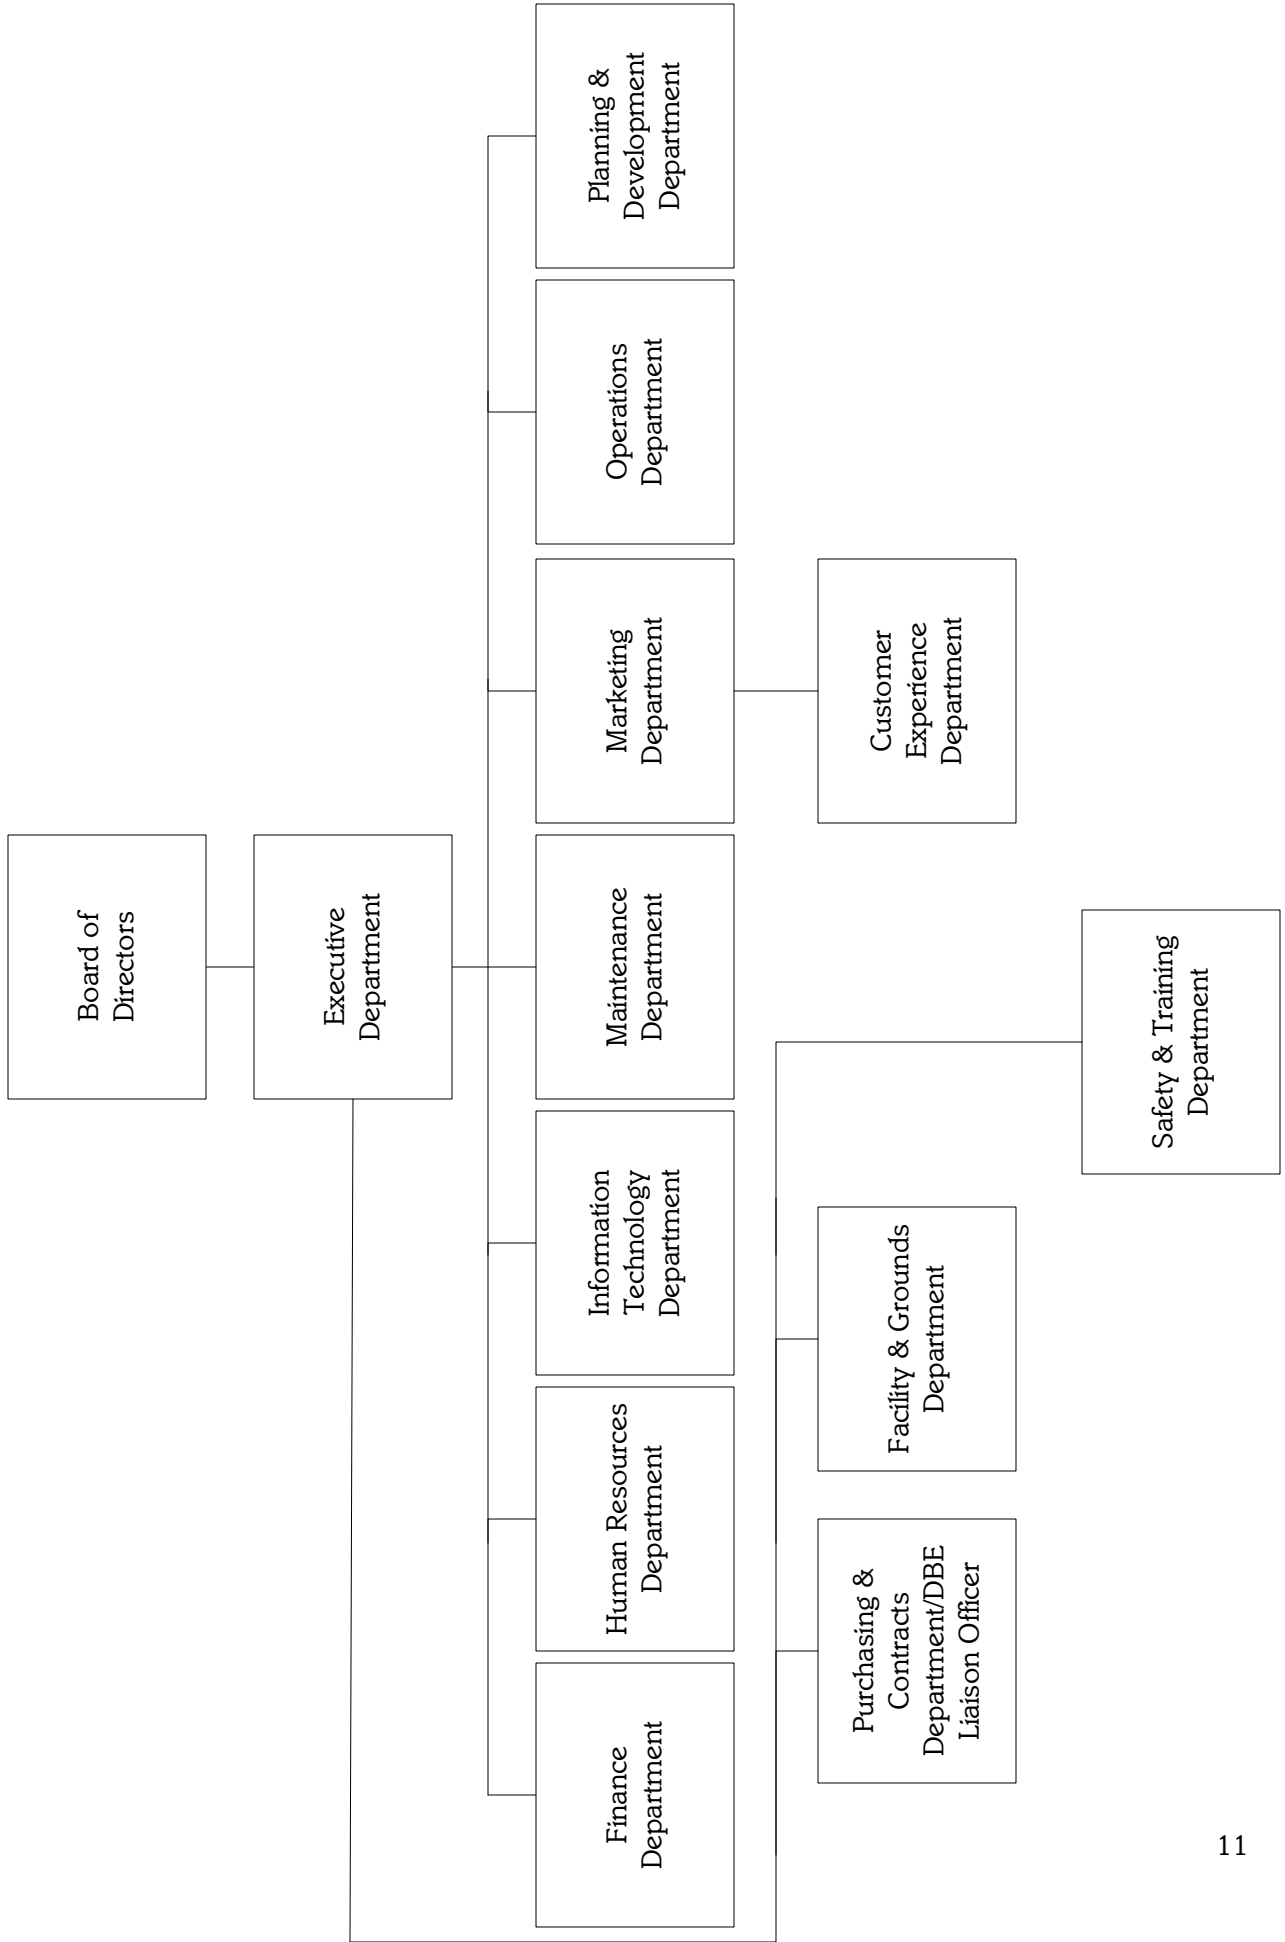 Board of
Directors
Executive
Department
Finance
Department
Human Resources
Department
Information
Technology
Department
Maintenance
Department
Marketing
Department
Operations
Department
Planning &
Development
Department
Purchasing &
Contracts
Department/DBE
Liaison Officer
Facility & Grounds
Department
Customer
Experience
Department
Safety & Training
Department
11